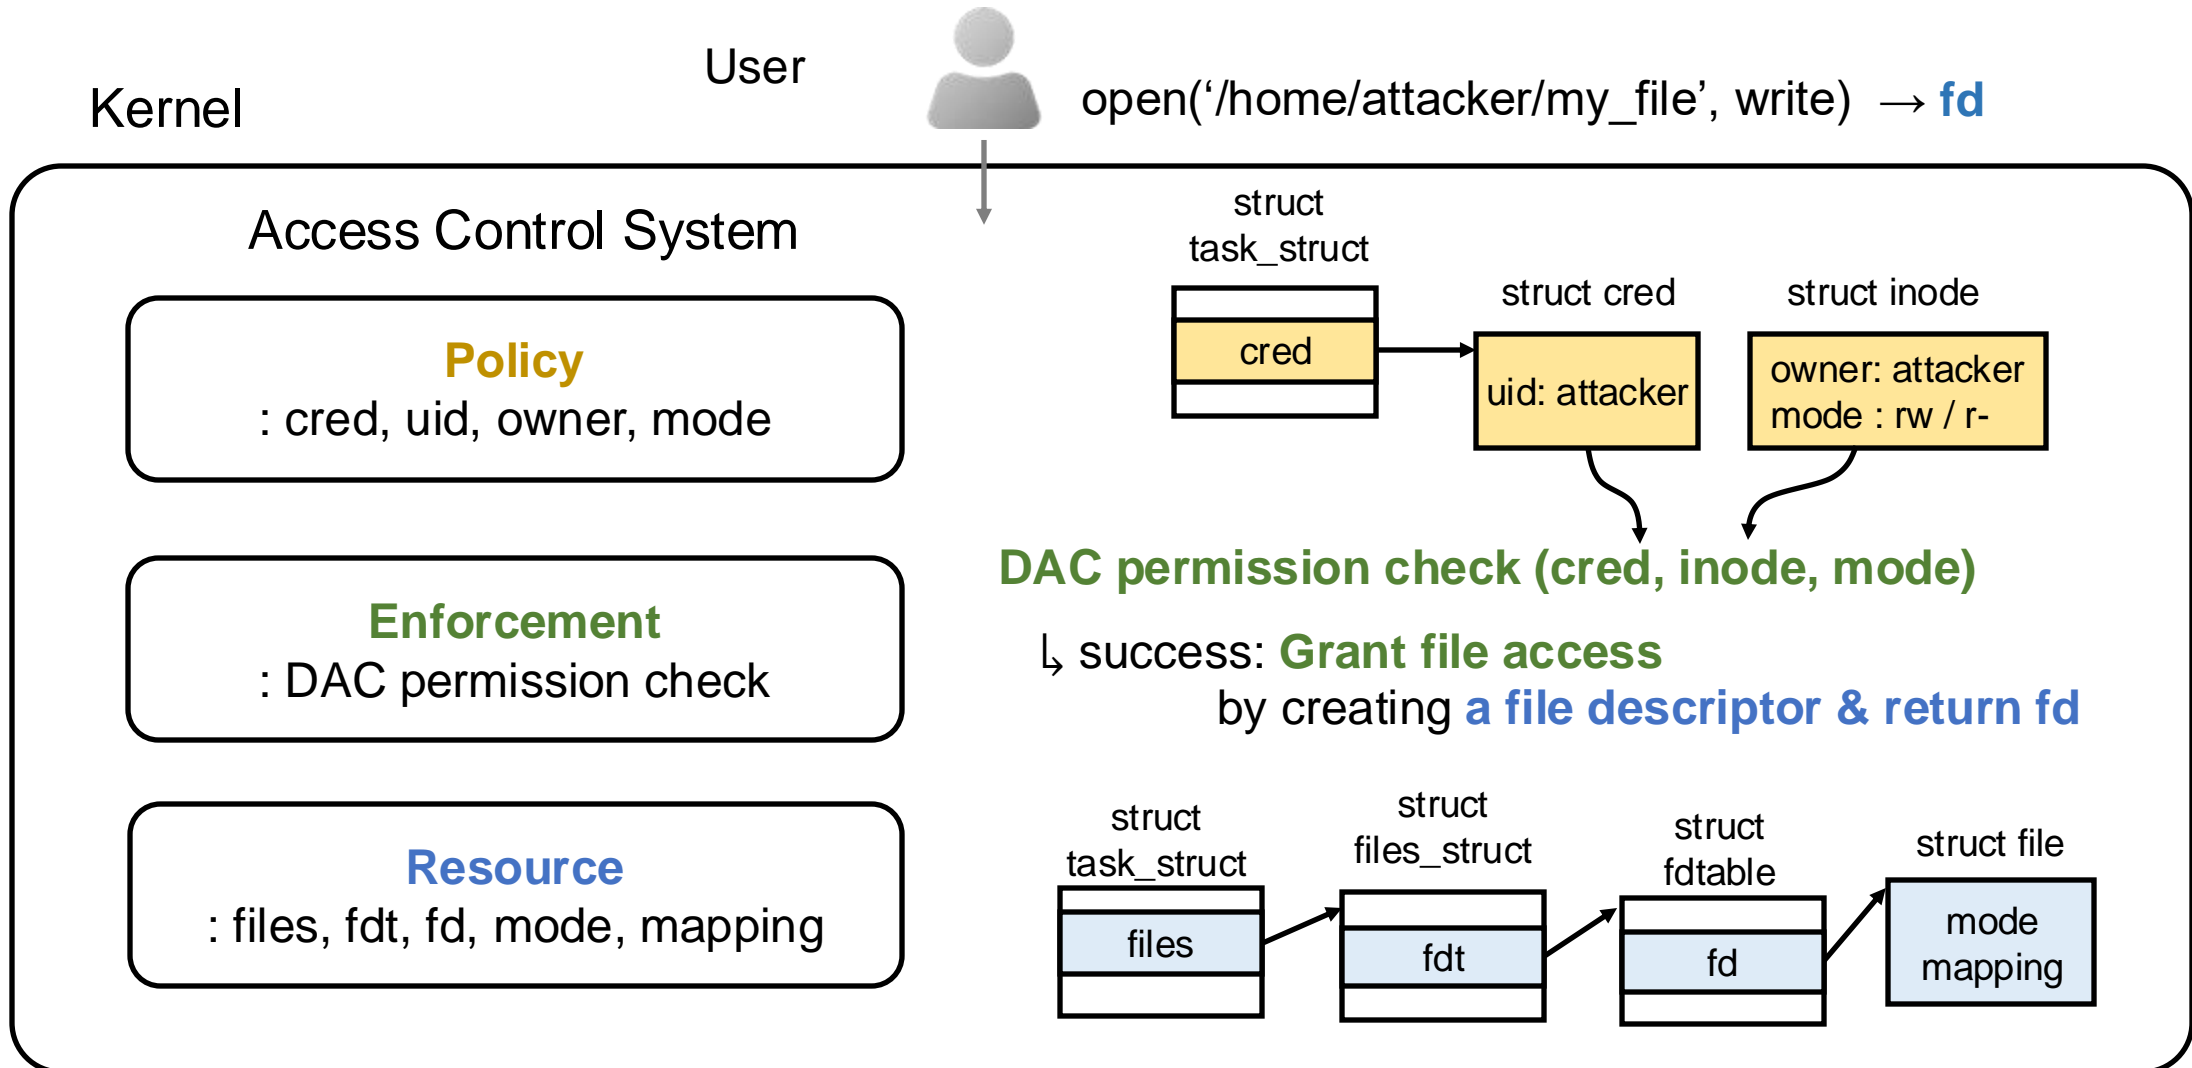 User
Kernel
open(‘/home/attacker/my_file’, write) → fd
Access Control System
Policy
: cred, uid, owner, mode
Enforcement
: DAC permission check
Resource
: files, fdt, fd, mode, mapping
struct
task_struct
cred
struct cred
uid: attacker
struct inode
owner: attacker
mode : rw / r-
DAC permission check (cred, inode, mode)
↳ success: Grant file access
by creating a file descriptor & return fd
struct
task_struct
files
struct
files_struct
fdt
struct
fdtable
fd
struct file
mode
mapping